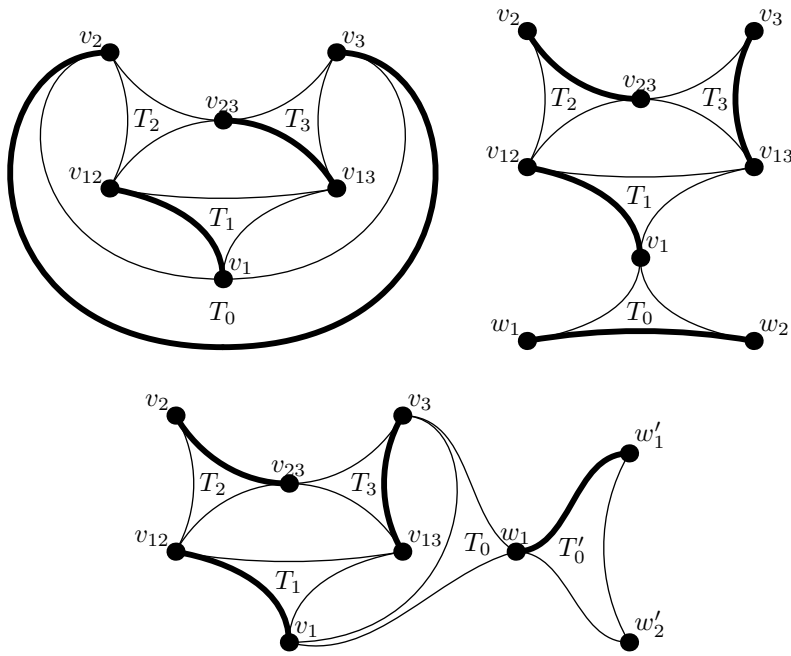 v₂ v₃
v₂₃
T₂ T₃
v₁₂ v₁₃
T₁
v₁
T₀
v₂ v₃
v₂₃
T₂ T₃
v₁₂ v₁₃
T₁
v₁
T₀
w₁ w₂
v₂ v₃
w′₁
v₂₃
T₂ T₃
v₁₂ v₁₃ T₀ w₁ T′₀
T₁
v₁ w′₂